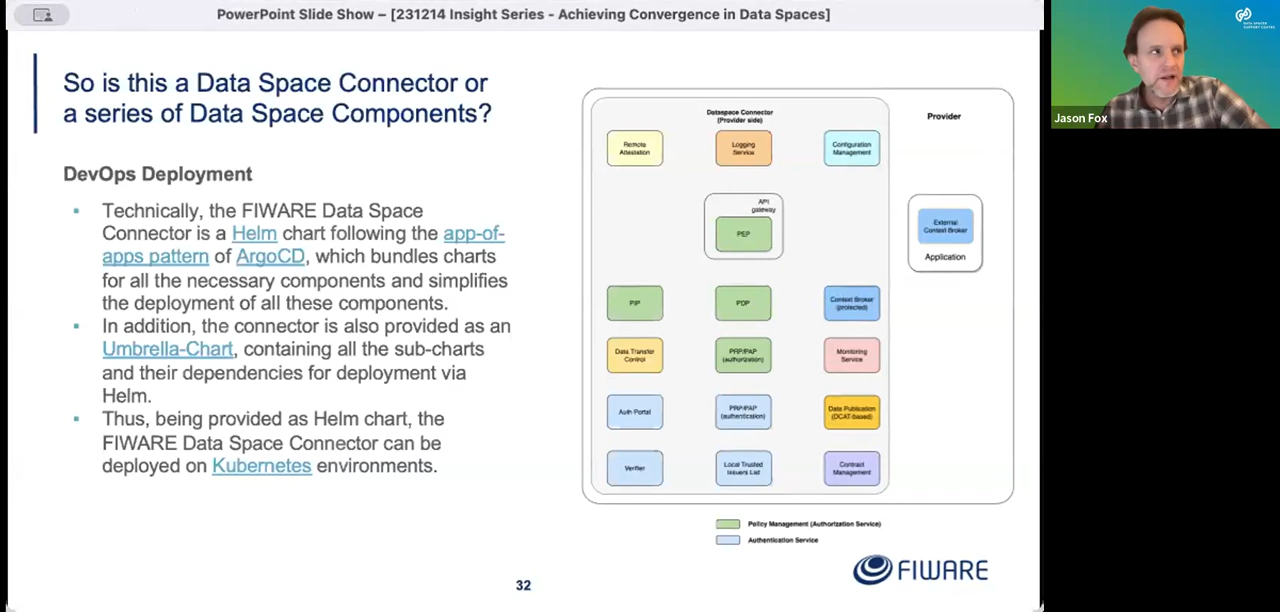 PowerPoint Slide Show – [231214 Insight Series - Achieving Convergence in Data Spaces]
So is this a Data Space Connector or
a series of Data Space Components?
DevOps Deployment
▪ Technically, the FIWARE Data Space
Connector is a Helm chart following the app-of-
apps pattern of ArgoCD, which bundles charts
for all the necessary components and simplifies
the deployment of all these components.
▪ In addition, the connector is also provided as an
Umbrella-Chart, containing all the sub-charts
and their dependencies for deployment via
Helm.
▪ Thus, being provided as Helm chart, the
FIWARE Data Space Connector can be
deployed on Kubernetes environments.
Dataspace Connector
(Provider side)
Provider
Remote
Attestation
Logging
Service
Configuration
Management
API
gateway
PEP
External
Context Broker
Application
PIP
PDP
Context Broker
(protected)
Data Transfer
Control
PRP/PAP
(authorization)
Monitoring
Service
Auth Portal
PRP/PAP
(authentication)
Data Publication
(DCAT-based)
Verifier
Local Trusted
Issuers List
Contract
Management
Policy Management (Authorization Service)
Authentication Service
32
FIWARE
DATA SPACES
SUPPORT CENTRE
Jason Fox